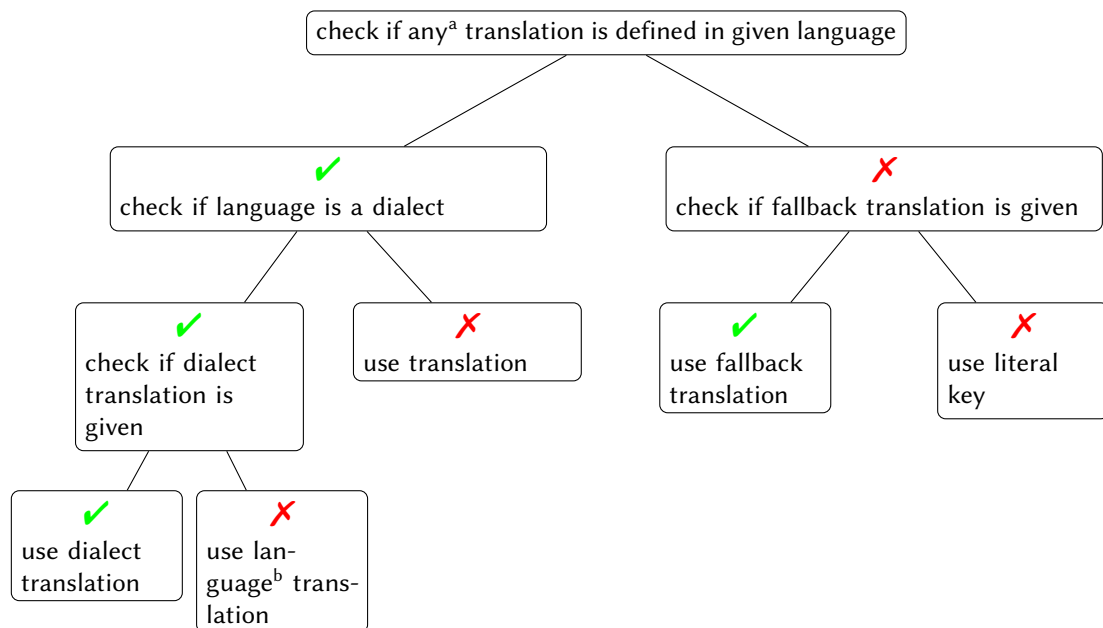 check if any^a translation is defined in given language
✓
check if language is a dialect
✗
check if fallback translation is given
✓
check if dialect
translation is
given
✗
use translation
✓
use fallback
translation
✗
use literal
key
✓
use dialect
translation
✗
use lan-
guage^b trans-
lation